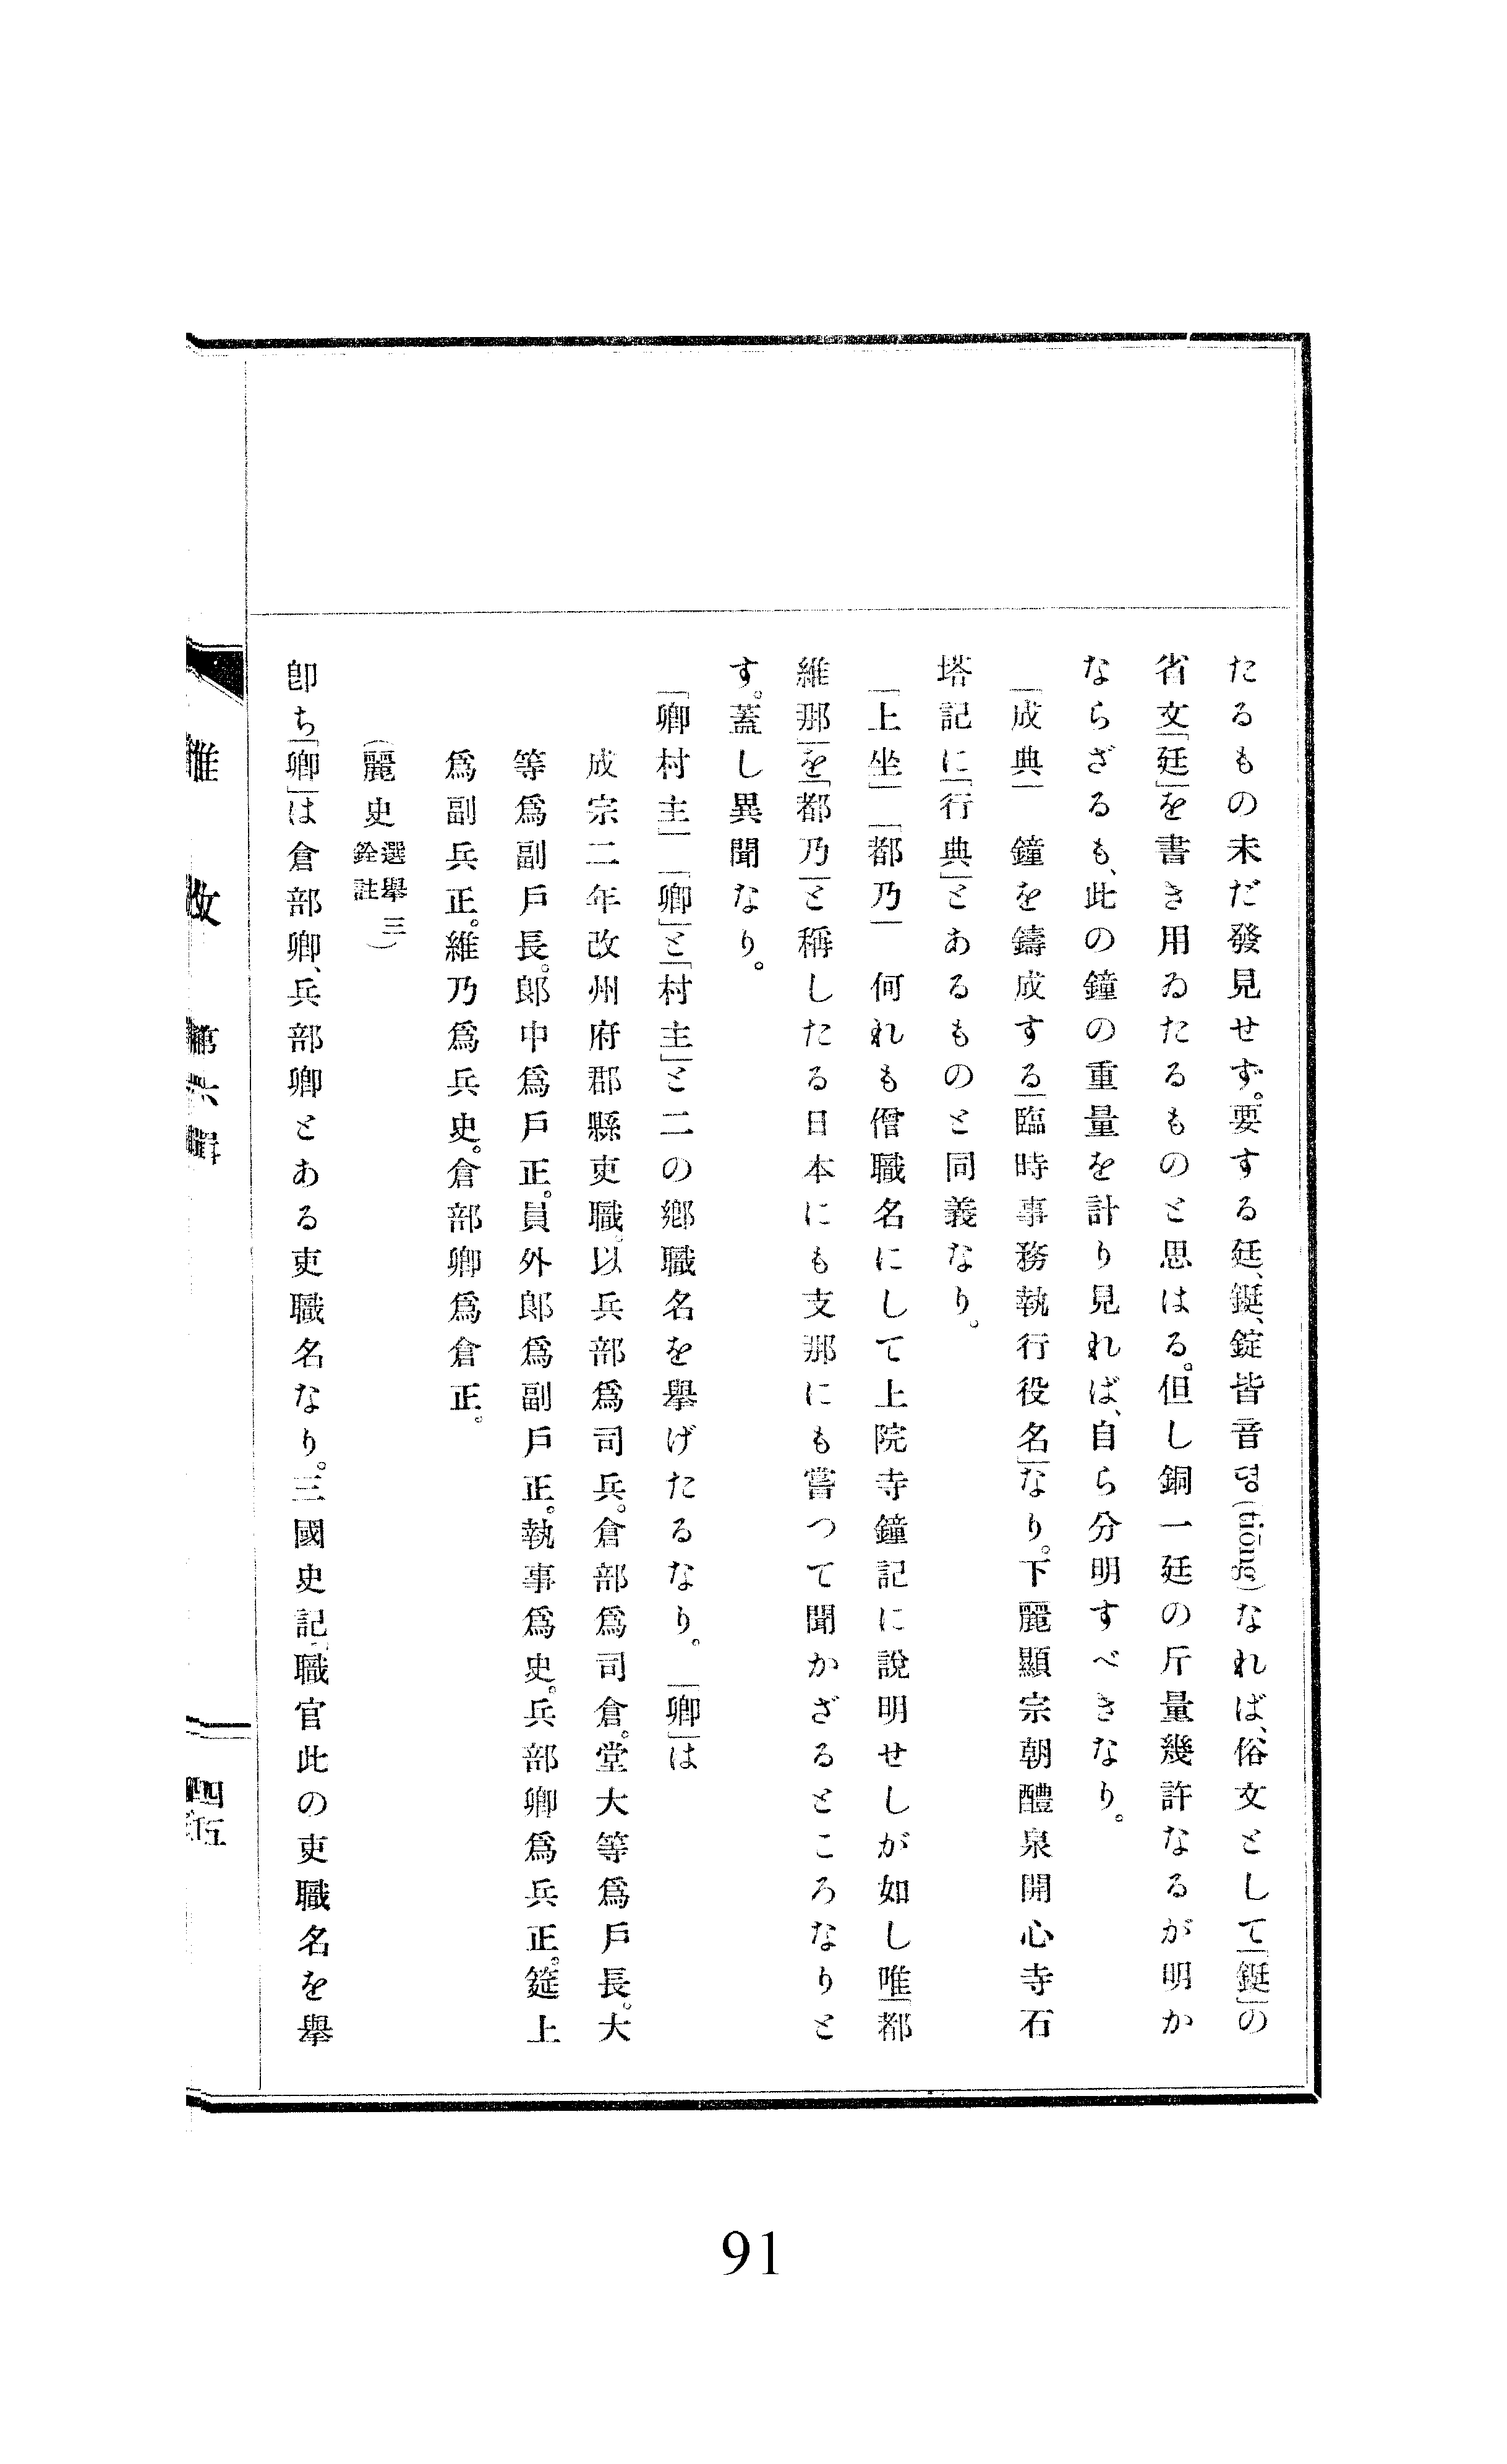 たるもの未だ發見せず。要する廷、鋌、錠皆音뎡(tiöng)なれば、俗文として「鋌」の
省文「廷」を書き用ゐたるものと思はる。但し銅一廷の斤量幾許なるが明か
ならざるも、此の鐘の重量を計り見れば、自ら分明すべきなり。
「成典」　鐘を鑄成する「臨時事務執行役名」なり。下麗顯宗朝醴泉開心寺石
塔記に「行典」とあるものと同義なり。
「上坐」「都乃」　何れも僧職名にして上院寺鐘記に說明せしが如し唯「都
維那」を「都乃」と稱したる日本にも支那にも嘗つて聞かざるところなりと
す。蓋し異聞なり。
「卿村主」「卿」と「村主」と二の鄕職名を擧げたるなり。「卿」は
成宗二年改州府郡縣吏職。以兵部爲司兵。倉部爲司倉。堂大等爲戶長。大
等爲副戶長。郞中爲戶正。員外郞爲副戶正。執事爲史。兵部卿爲兵正。筵上
爲副兵正。維乃爲兵史。倉部卿爲倉正。
(麗史選擧三銓註)
卽ち「卿」は倉部卿、兵部卿とある吏職名なり。三國史記「職官此の吏職名を擧
雜攷　第六輯
四五
91